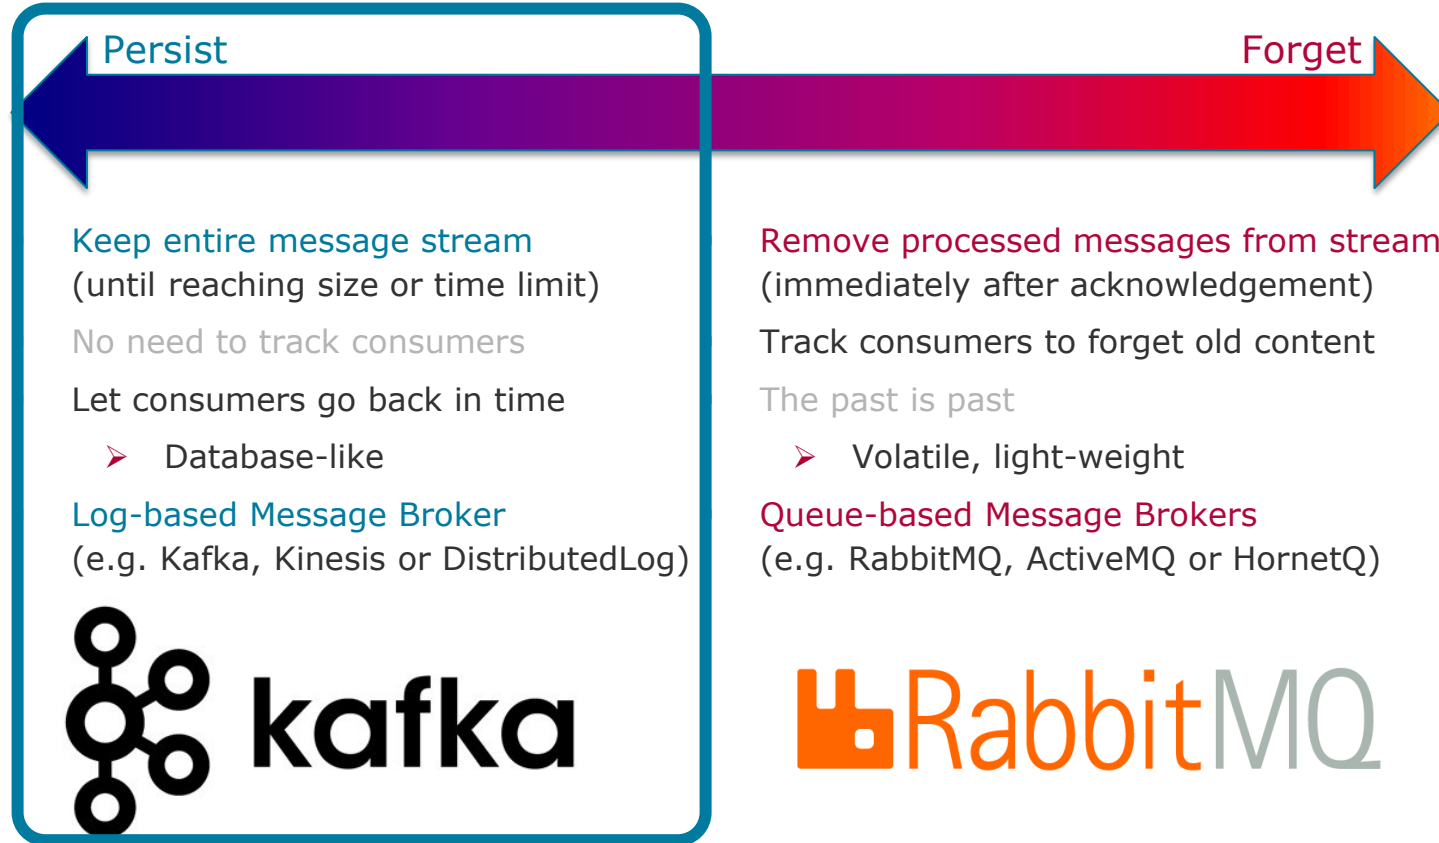 Persist
Forget
Keep entire message stream
(until reaching size or time limit)
No need to track consumers
Let consumers go back in time
Database-like
Log-based Message Broker
(e.g. Kafka, Kinesis or DistributedLog)
kafka
Remove processed messages from stream
(immediately after acknowledgement)
Track consumers to forget old content
The past is past
Volatile, light-weight
Queue-based Message Brokers
(e.g. RabbitMQ, ActiveMQ or HornetQ)
RabbitMQ